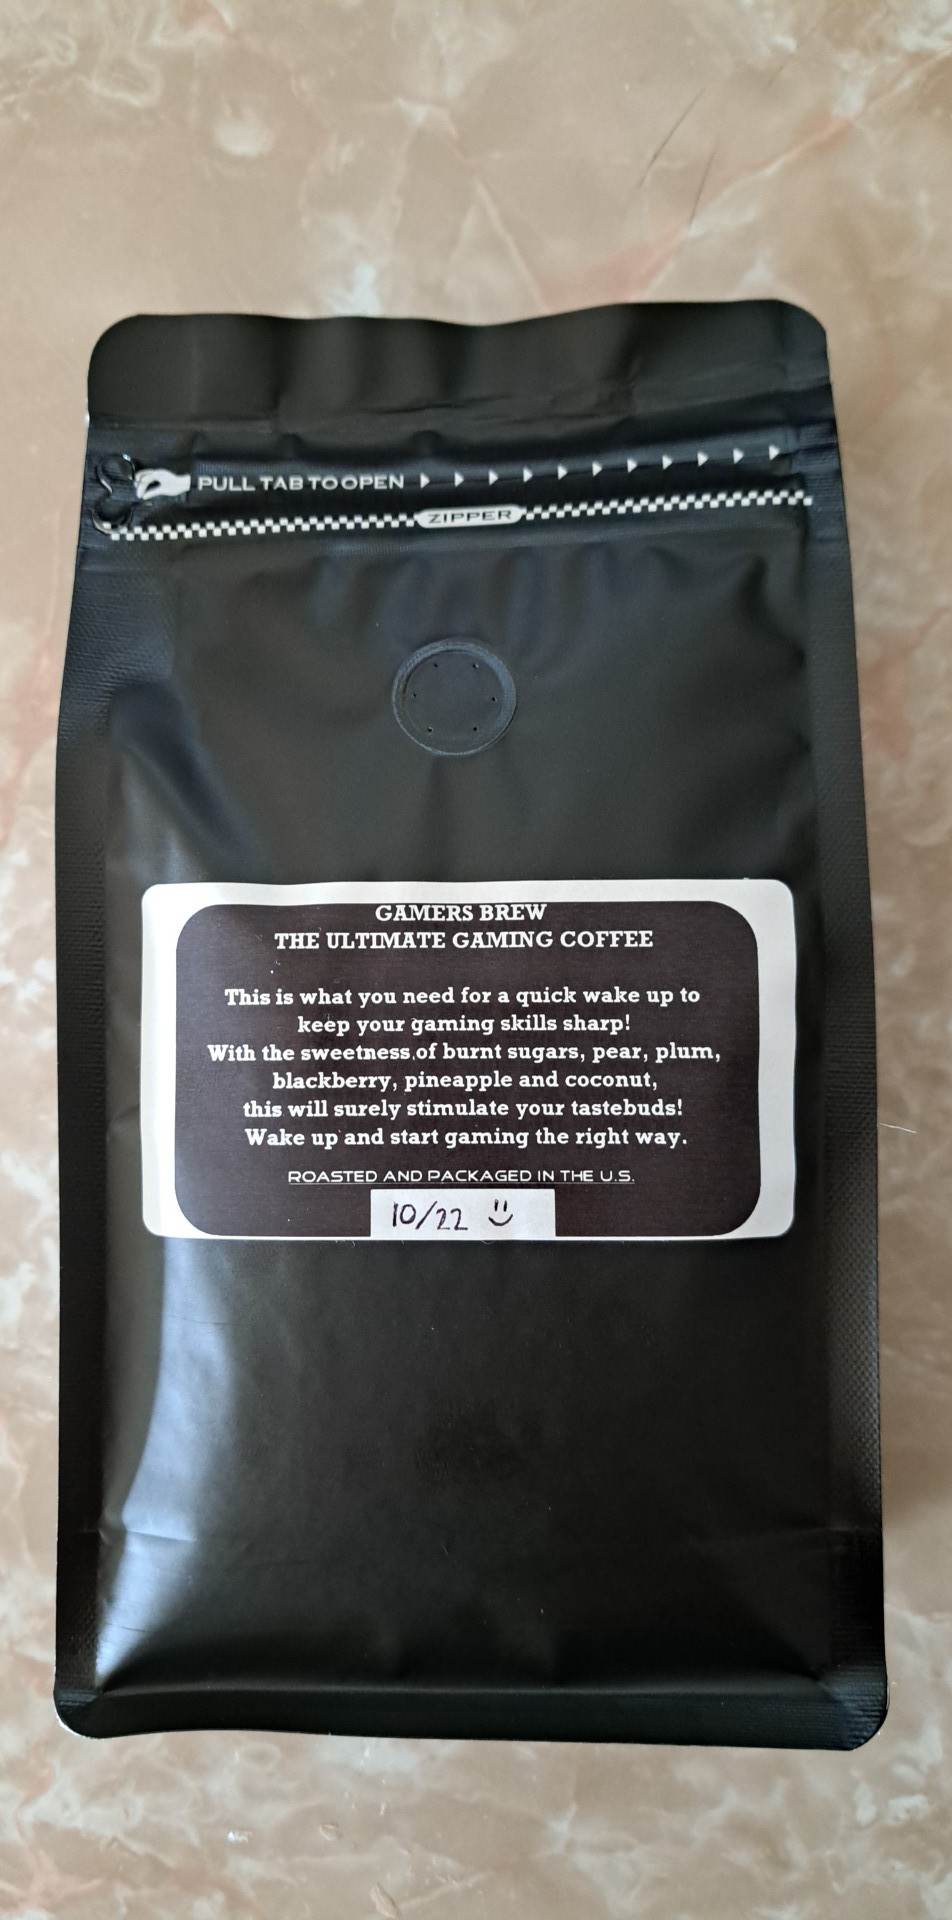 PULL TAB TO OPEN
ZIPPER
GAMERS BREW
THE ULTIMATE GAMING COFFEE
This is what you need for a quick wake up to
keep your gaming skills sharp!
With the sweetness of burnt sugars, pear, plum,
blackberry, pineapple and coconut,
this will surely stimulate your tastebuds!
Wake up and start gaming the right way.
ROASTED AND PACKAGED IN THE U.S.
10/22